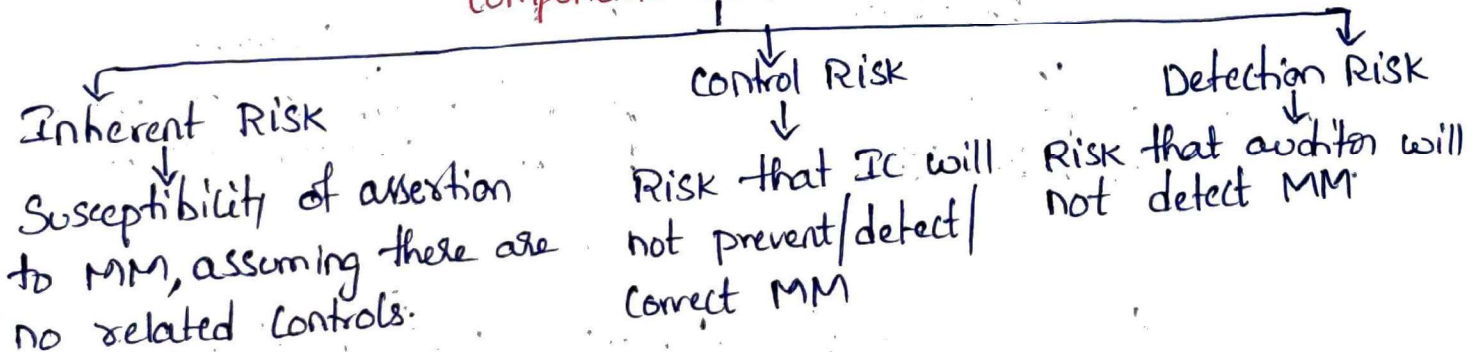 Inherent Risk
Susceptibility of assertion
to MM, assuming there are
no related controls.
Control Risk
Risk that IC will
not prevent/detect/
correct MM
Detection Risk
Risk that auditor will
not detect MM.